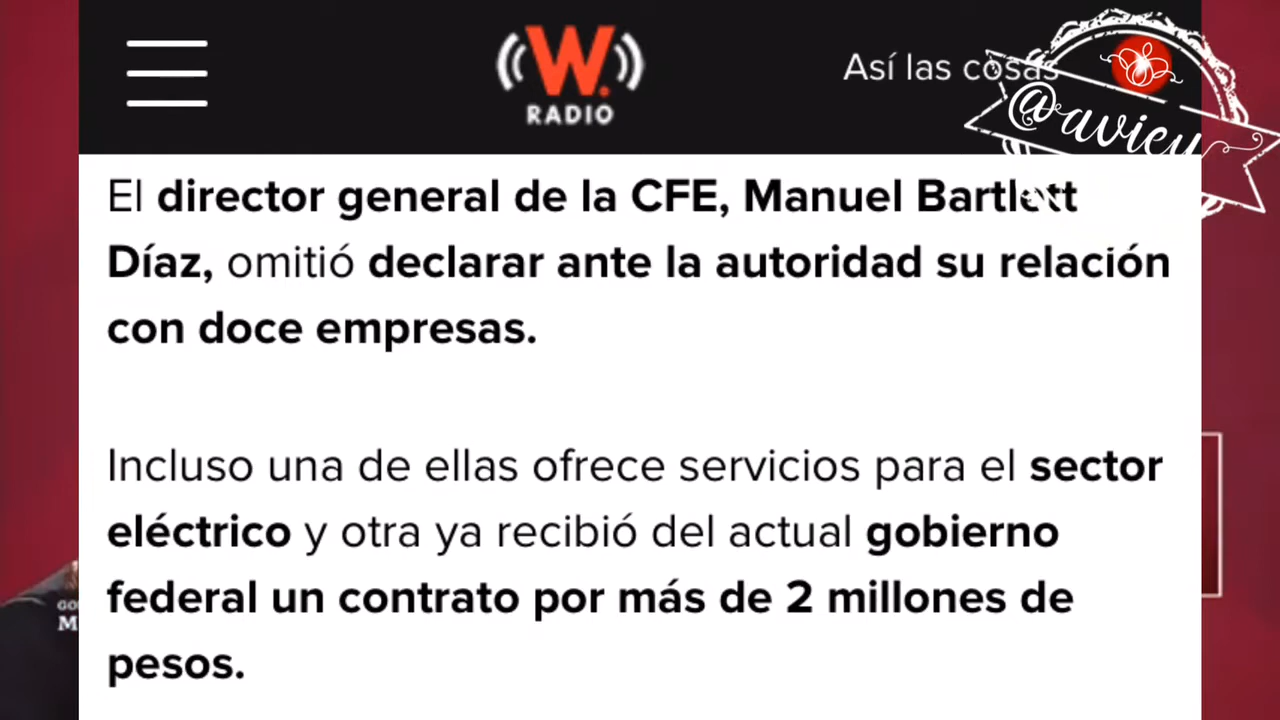 W.
RADIO
Así las cosas
@avicu
El director general de la CFE, Manuel Bartlett
Díaz, omitió declarar ante la autoridad su relación
con doce empresas.
Incluso una de ellas ofrece servicios para el sector
eléctrico y otra ya recibió del actual gobierno
federal un contrato por más de 2 millones de
pesos.